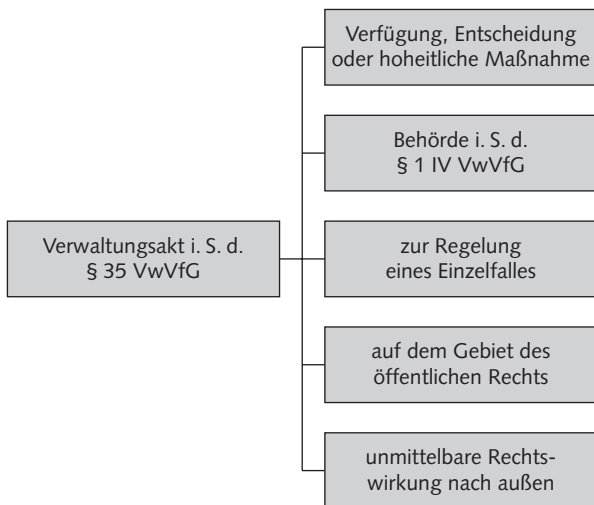 Verfügung, Entscheidung
oder hoheitliche Maßnahme
Behörde i. S. d.
§ 1 IV VwVfG
Verwaltungsakt i. S. d.
§ 35 VwVfG
zur Regelung
eines Einzelfalles
auf dem Gebiet des
öffentlichen Rechts
unmittelbare Rechts-
wirkung nach außen